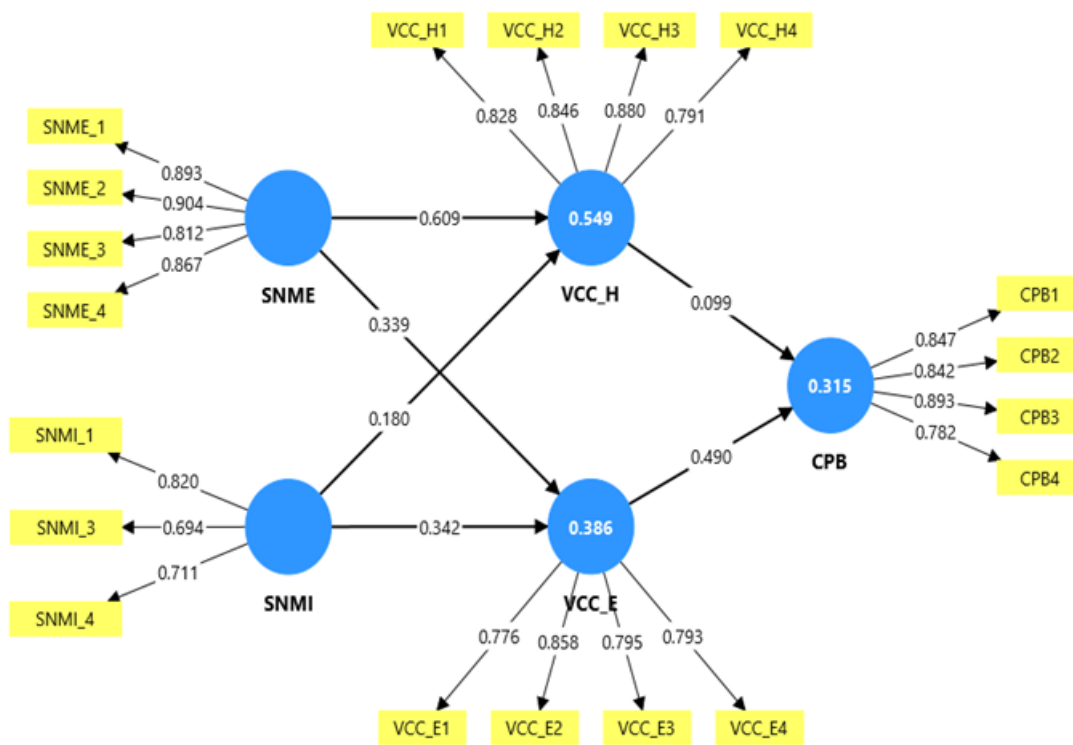 VCC_H1 VCC_H2 VCC_H3 VCC_H4
0.828 0.846 0.880 0.791
SNME_1
SNME_2
SNME_3
SNME_4
0.893
0.904
0.812
0.867
SNME
0.609
0.339
0.549
VCC_H
0.099
SNMI_1
SNMI_3
SNMI_4
0.820
0.694
0.711
SNMI
0.180
0.342
0.386
VCC_E
0.490
0.315
CPB
0.847
0.842
0.893
0.782
CPB1
CPB2
CPB3
CPB4
0.776 0.858 0.795 0.793
VCC_E1 VCC_E2 VCC_E3 VCC_E4